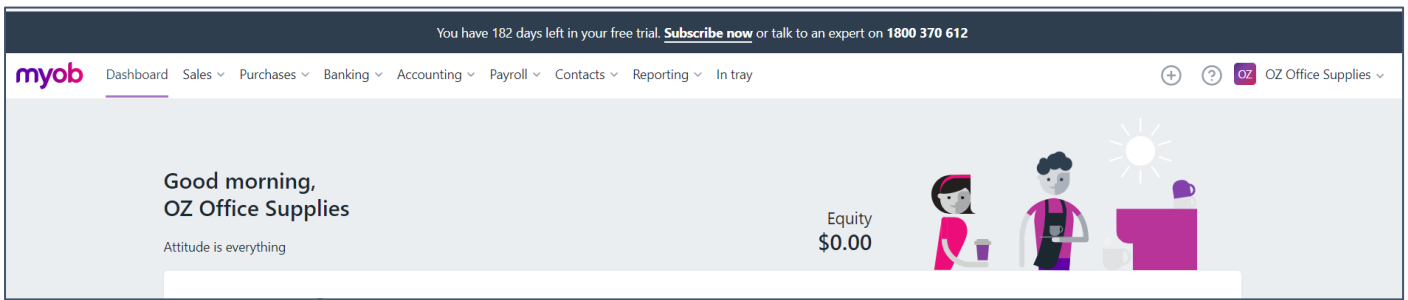 You have 182 days left in your free trial. Subscribe now or talk to an expert on 1800 370 612
myob Dashboard Sales Purchases Banking Accounting Payroll Contacts Reporting In tray OZ OZ Office Supplies
Good morning,
OZ Office Supplies
Attitude is everything
Equity
$0.00